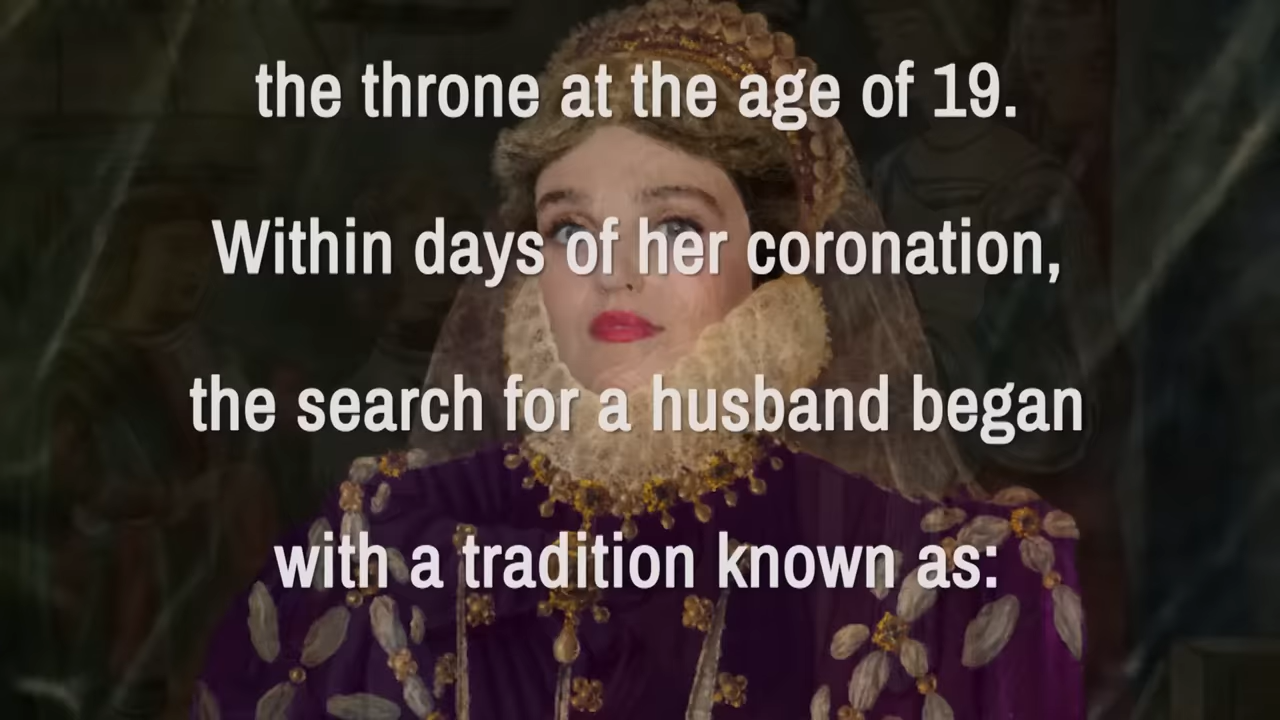 the throne at the age of 19.
Within days of her coronation,
the search for a husband began
with a tradition known as: